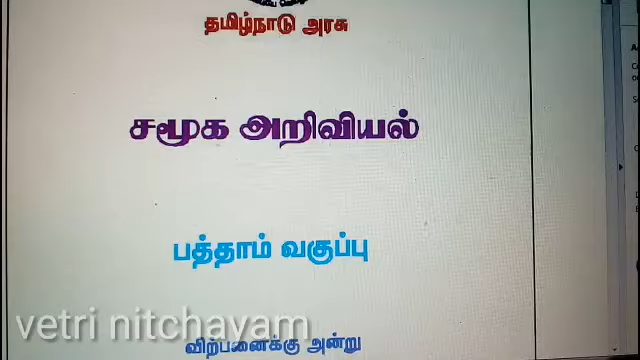 தமிழ்நாடு அரசு
சமூக அறிவியல்
பத்தாம் வகுப்பு
vetri nitchayam
விற்பனைக்கு அன்று